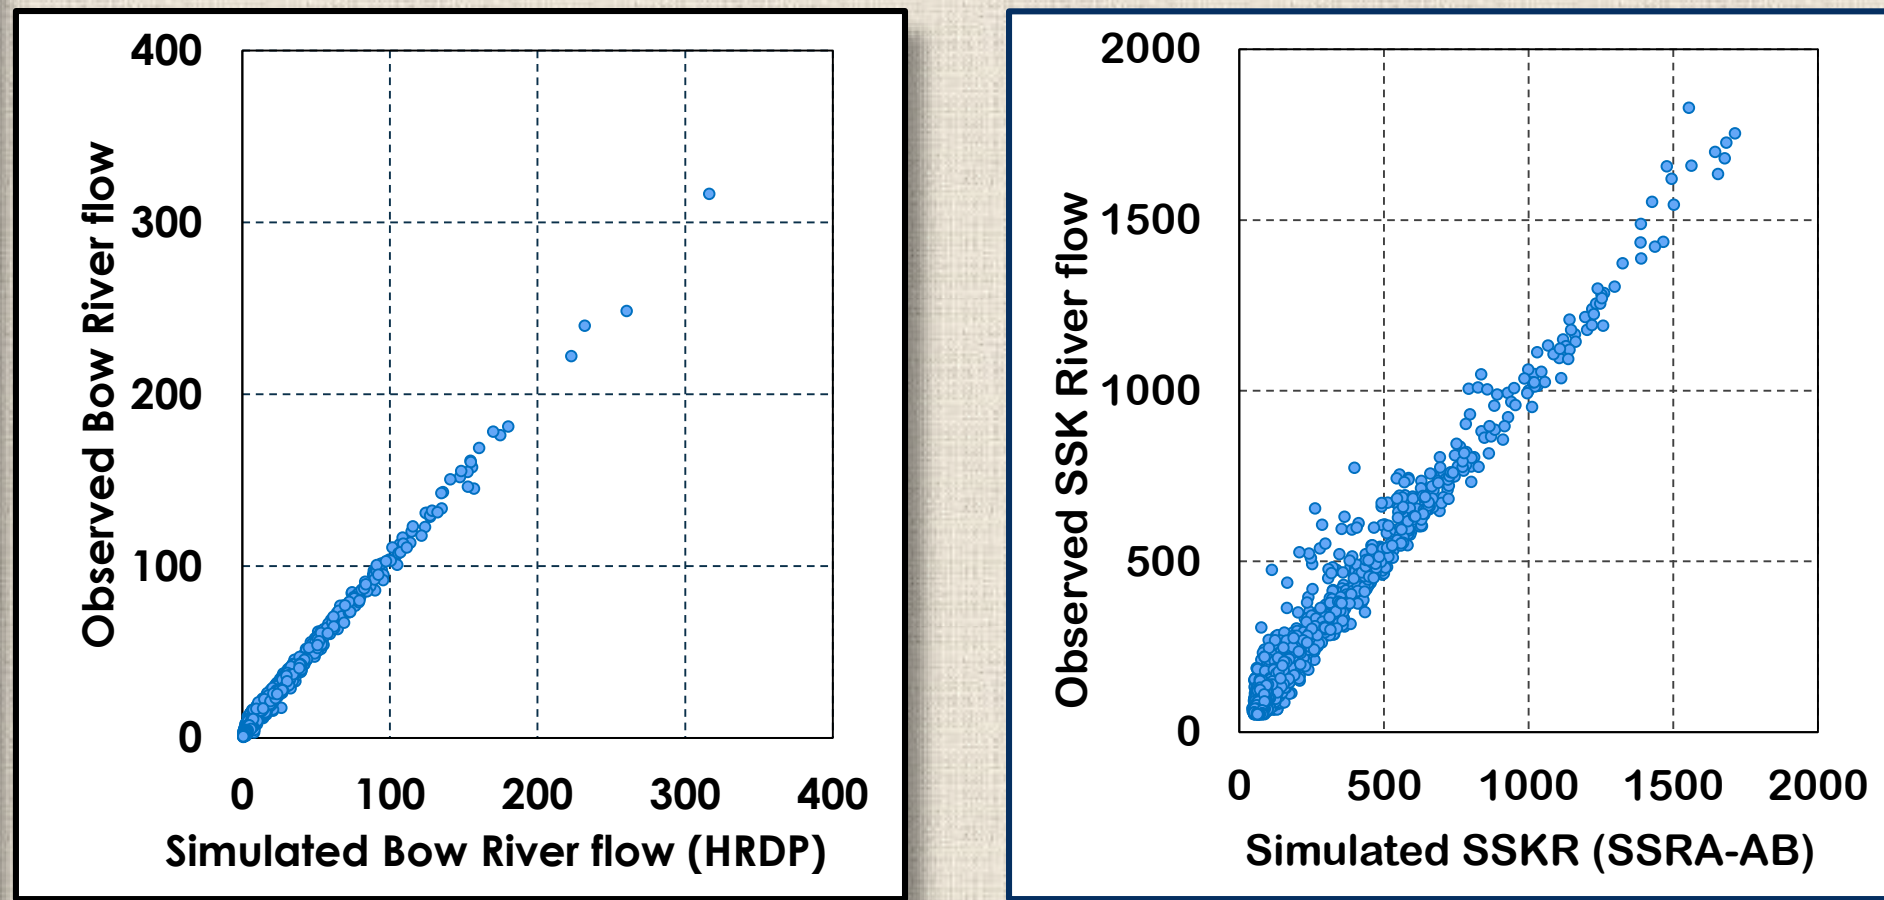 Observed Bow River flow
400
300
200
100
0
0 100 200 300 400
Simulated Bow River flow (HRDP)
Observed SSK River flow
2000
1500
1000
500
0
0 500 1000 1500 2000
Simulated SSKR (SSRA-AB)